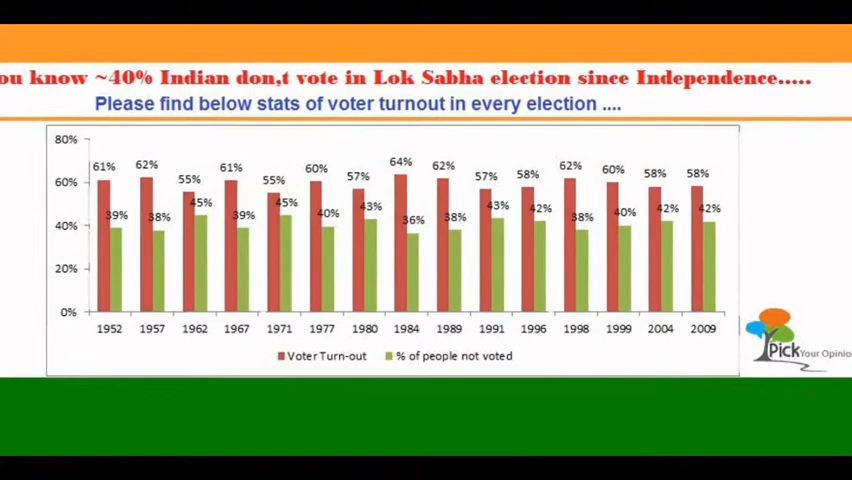 ou know ~40% Indian don,t vote in Lok Sabha election since Independence.....
Please find below stats of voter turnout in every election ....
80%
60%
40%
20%
0%
61% 62% 55% 61% 55% 60% 57% 64% 62% 57% 58% 62% 60% 58% 58%
39% 38% 45% 39% 45% 40% 43% 36% 38% 43% 42% 38% 40% 42% 42%
1952 1957 1962 1967 1971 1977 1980 1984 1989 1991 1996 1998 1999 2004 2009
Voter Turn-out % of people not voted
Pick Your Opinio